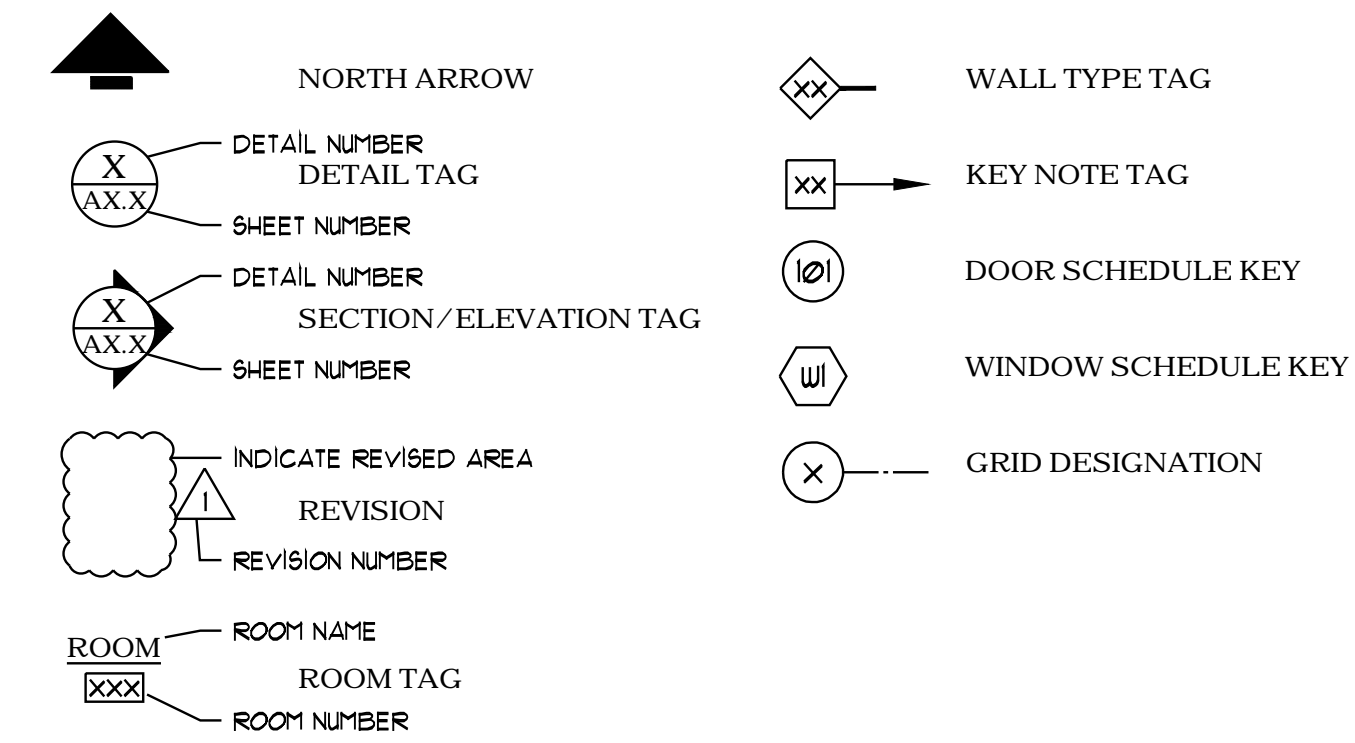 NORTH ARROW
X
AX.X
DETAIL NUMBER
DETAIL TAG
SHEET NUMBER
X
AX.X
DETAIL NUMBER
SECTION/ELEVATION TAG
SHEET NUMBER
INDICATE REVISED AREA
1
REVISION
REVISION NUMBER
ROOM
XXX
ROOM NAME
ROOM TAG
ROOM NUMBER
XX
WALL TYPE TAG
XX
KEY NOTE TAG
101
DOOR SCHEDULE KEY
W1
WINDOW SCHEDULE KEY
X
GRID DESIGNATION